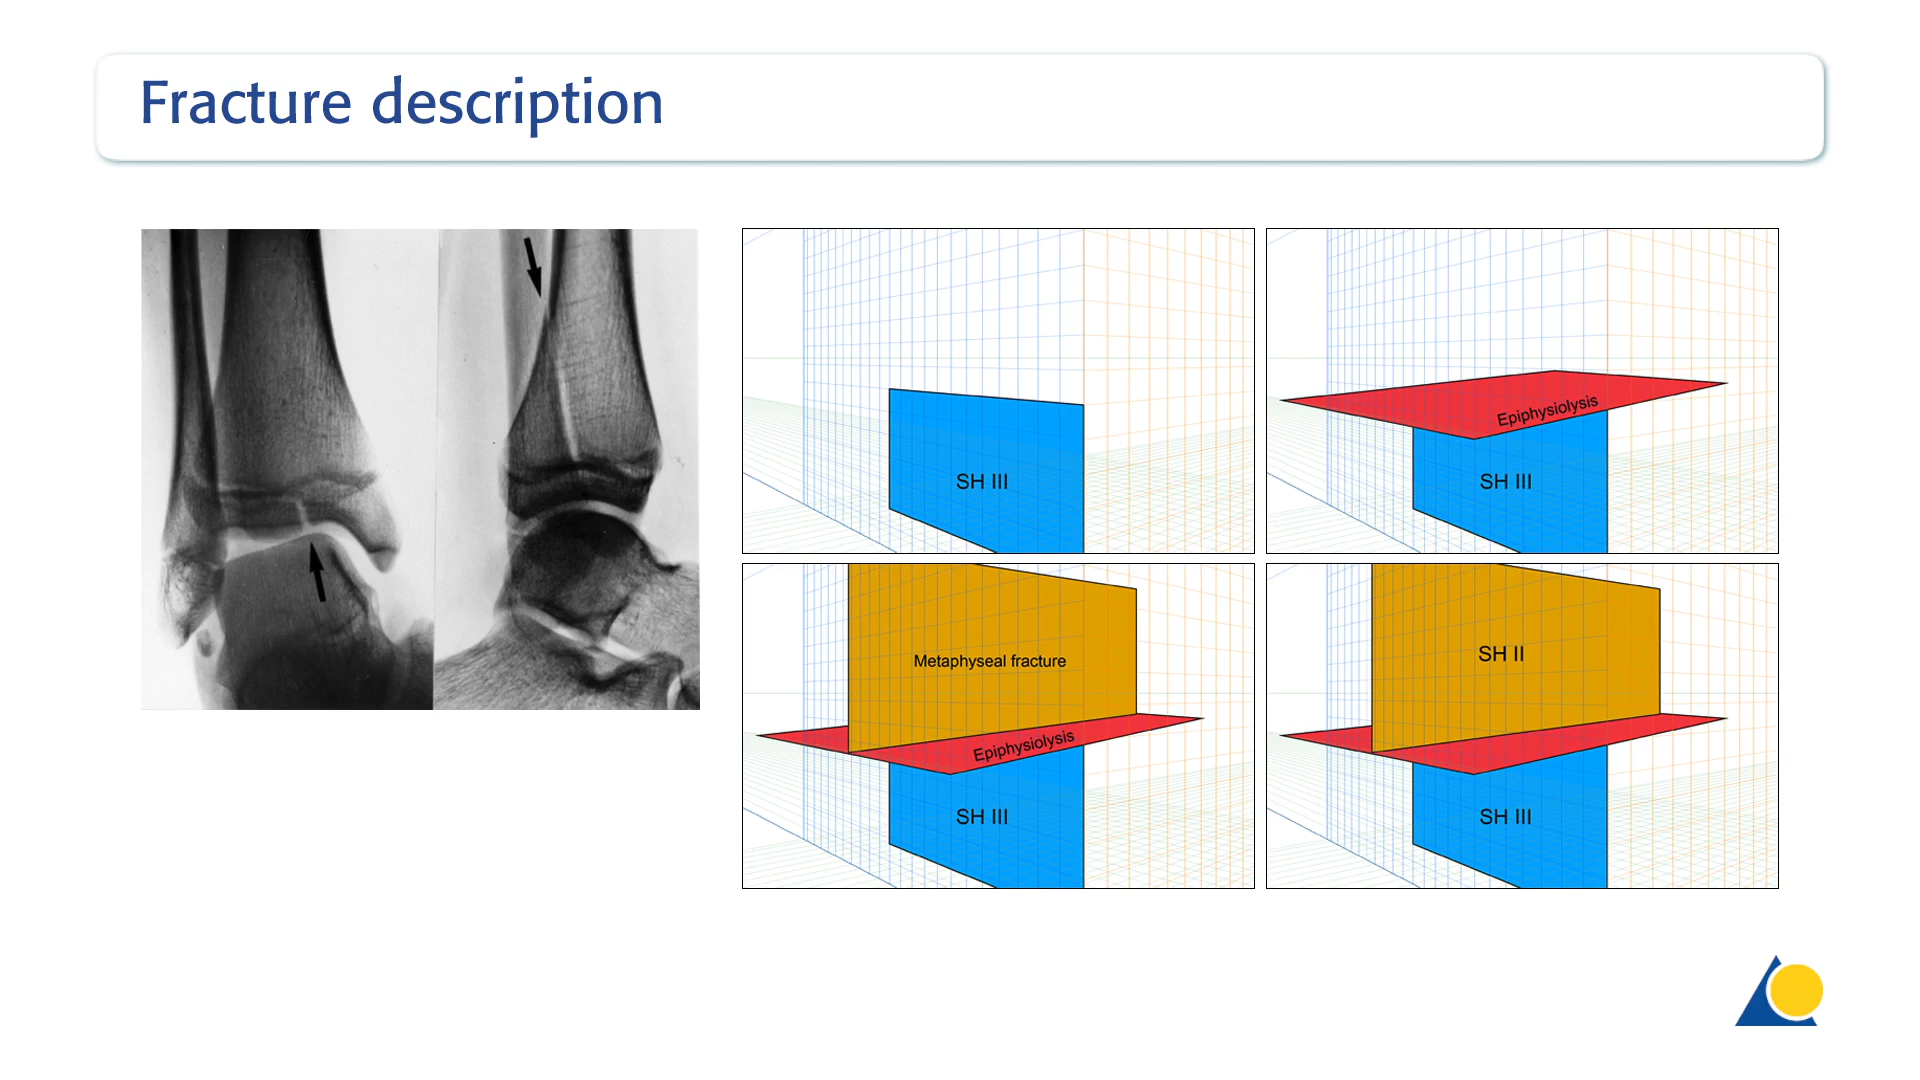 Fracture description
SH III
Epiphysiolysis
SH III
Metaphyseal fracture
Epiphysiolysis
SH III
SH II
SH III